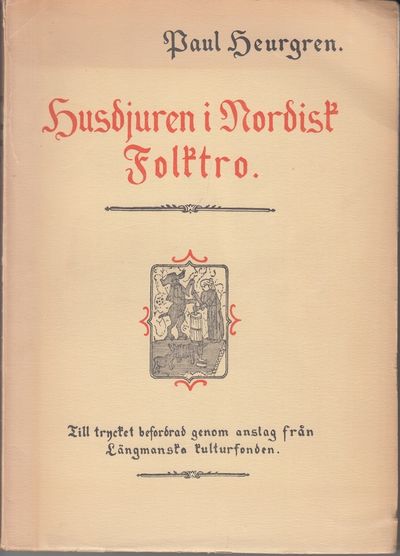 Paul Heurgren.
Husdjuren i Nordisk
Folktro.
Till trycket befordrad genom anslag från
Längmanska kulturfonden.